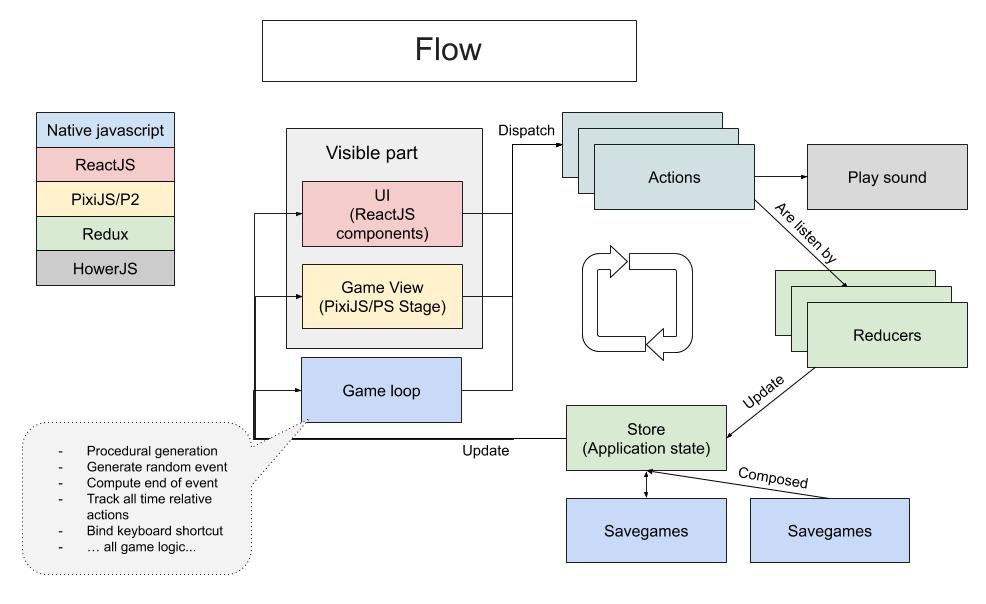 Flow
Native javascript
ReactJS
PixiJS/P2
Redux
HowerJS
Visible part
UI
(ReactJS
components)
Game View
(PixiJS/PS Stage)
Game loop
Dispatch
Actions
Play sound
Are listen by
Reducers
Update
Store
(Application state)
Update
Composed
Savegames
Savegames
- Procedural generation
- Generate random event
- Compute end of event
- Track all time relative
actions
- Bind keyboard shortcut
- … all game logic...